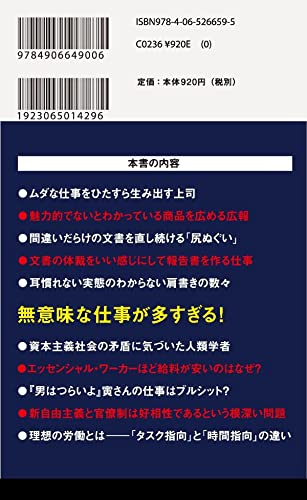 ISBN978-4-06-526659-5
C0236 ¥920E (0)
9784906649006
定価：本体920円（税別）
1923065014296
本書の内容
●ムダな仕事をひたすら生み出す上司
●魅力的でないとわかっている商品を広める広報
●間違いだらけの文書を直し続ける「尻ぬぐい」
●文書の体裁をいい感じにして報告書を作る仕事
●耳慣れない実態のわからない肩書きの数々
無意味な仕事が多すぎる！
●資本主義社会の矛盾に気づいた人類学者
●エッセンシャル・ワーカーほど給料が安いのはなぜ？
●『男はつらいよ』寅さんの仕事はブルシット？
●新自由主義と官僚制は好相性であるという根深い問題
●理想の労働とは――「タスク指向」と「時間指向」の違い